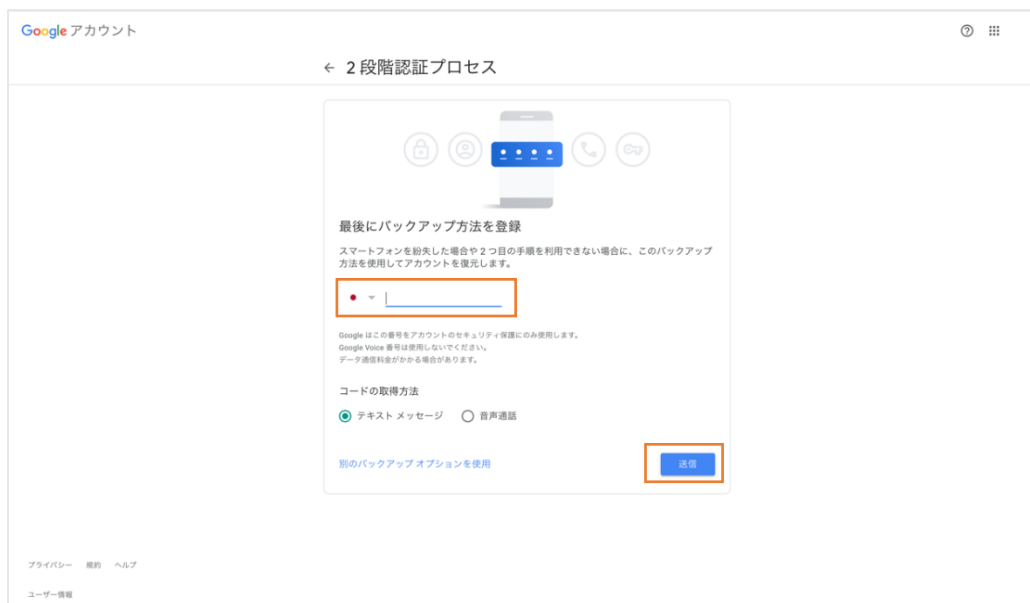 Google アカウント
2 段階認証プロセス
最後にバックアップ方法を登録
スマートフォンを紛失した場合や 2 つ目の手順を利用できない場合に、このバックアップ
方法を使用してアカウントを復元します。
Google はこの番号をアカウントのセキュリティ保護にのみ使用します。
Google Voice 番号は使用しないでください。
データ通信料金がかかる場合があります。
コードの取得方法
テキスト メッセージ 音声通話
別のバックアップ オプションを使用 送信
プライバシー 規約 ヘルプ
ユーザー情報